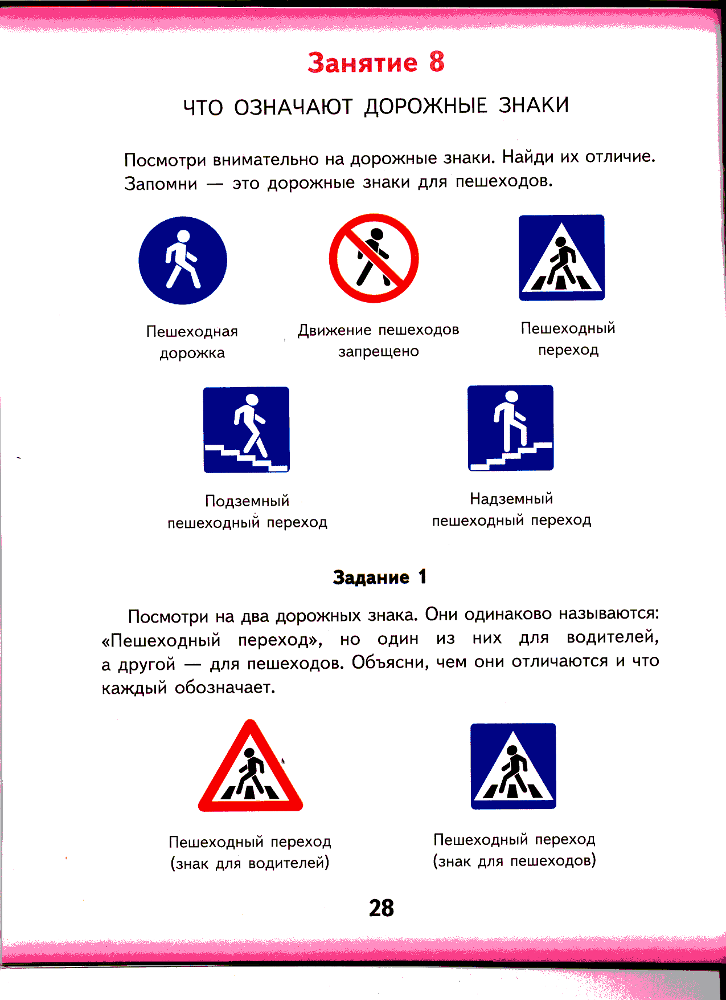 Занятие 8
ЧТО ОЗНАЧАЮТ ДОРОЖНЫЕ ЗНАКИ
Посмотри внимательно на дорожные знаки. Найди их отличие.
Запомни — это дорожные знаки для пешеходов.
Пешеходная
дорожка
Движение пешеходов
запрещено
Пешеходный
переход
Подземный
пешеходный переход
Надземный
пешеходный переход
Задание 1
Посмотри на два дорожных знака. Они одинаково называются:
«Пешеходный переход», но один из них для водителей,
а другой — для пешеходов. Объясни, чем они отличаются и что
каждый обозначает.
Пешеходный переход
(знак для водителей)
Пешеходный переход
(знак для пешеходов)
28